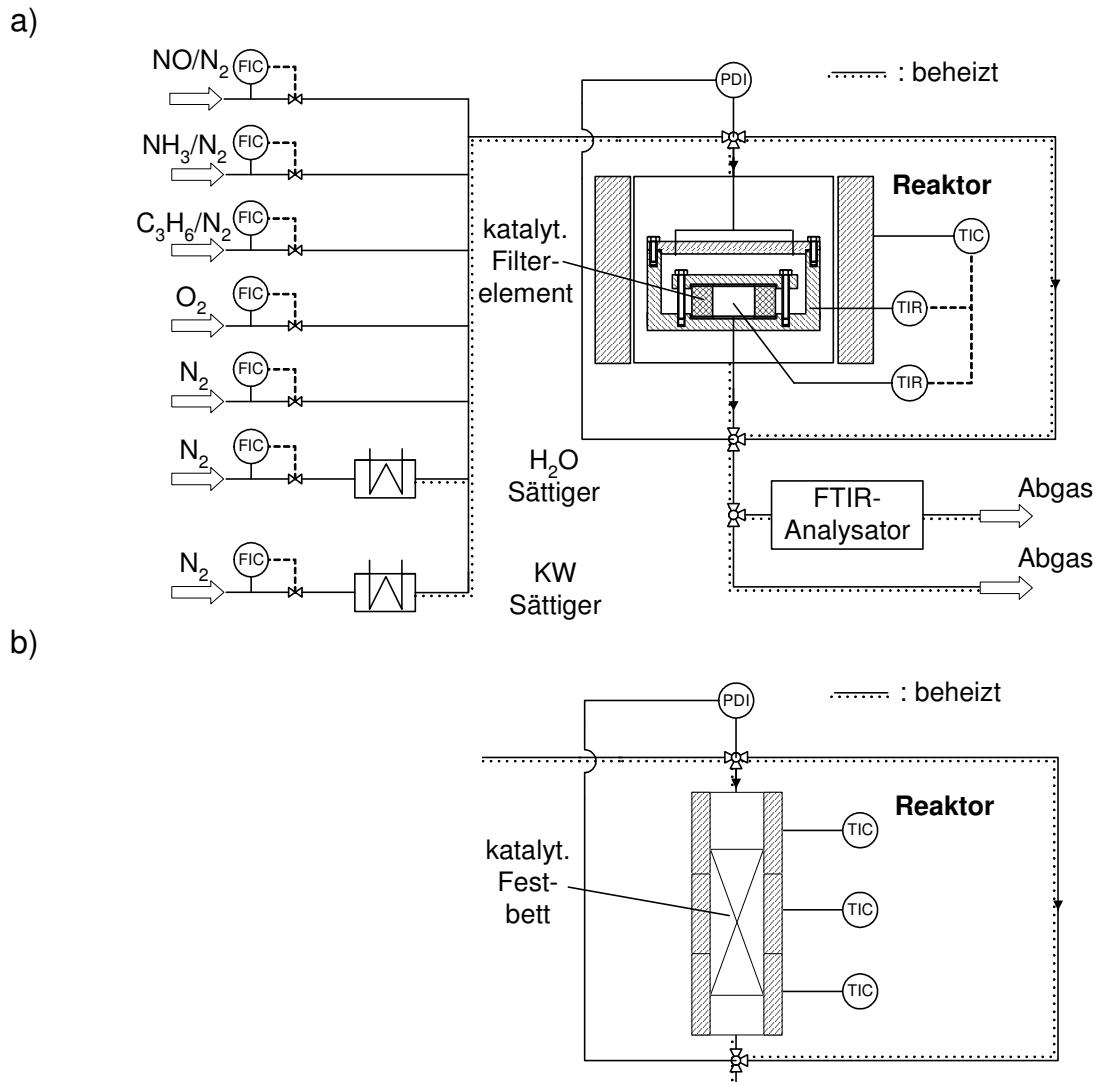 a)
NO/N₂ FIC
PDI
: beheizt
NH₃/N₂ FIC
Reaktor
C₃H₆/N₂ FIC
katalyt.
Filter-
element
TIC
O₂ FIC
TIR
N₂ FIC
TIR
N₂ FIC
H₂O
Sättiger
FTIR-
Analysator
Abgas
N₂ FIC
KW
Sättiger
Abgas
b)
PDI
: beheizt
Reaktor
TIC
katalyt.
Fest-
bett
TIC
TIC